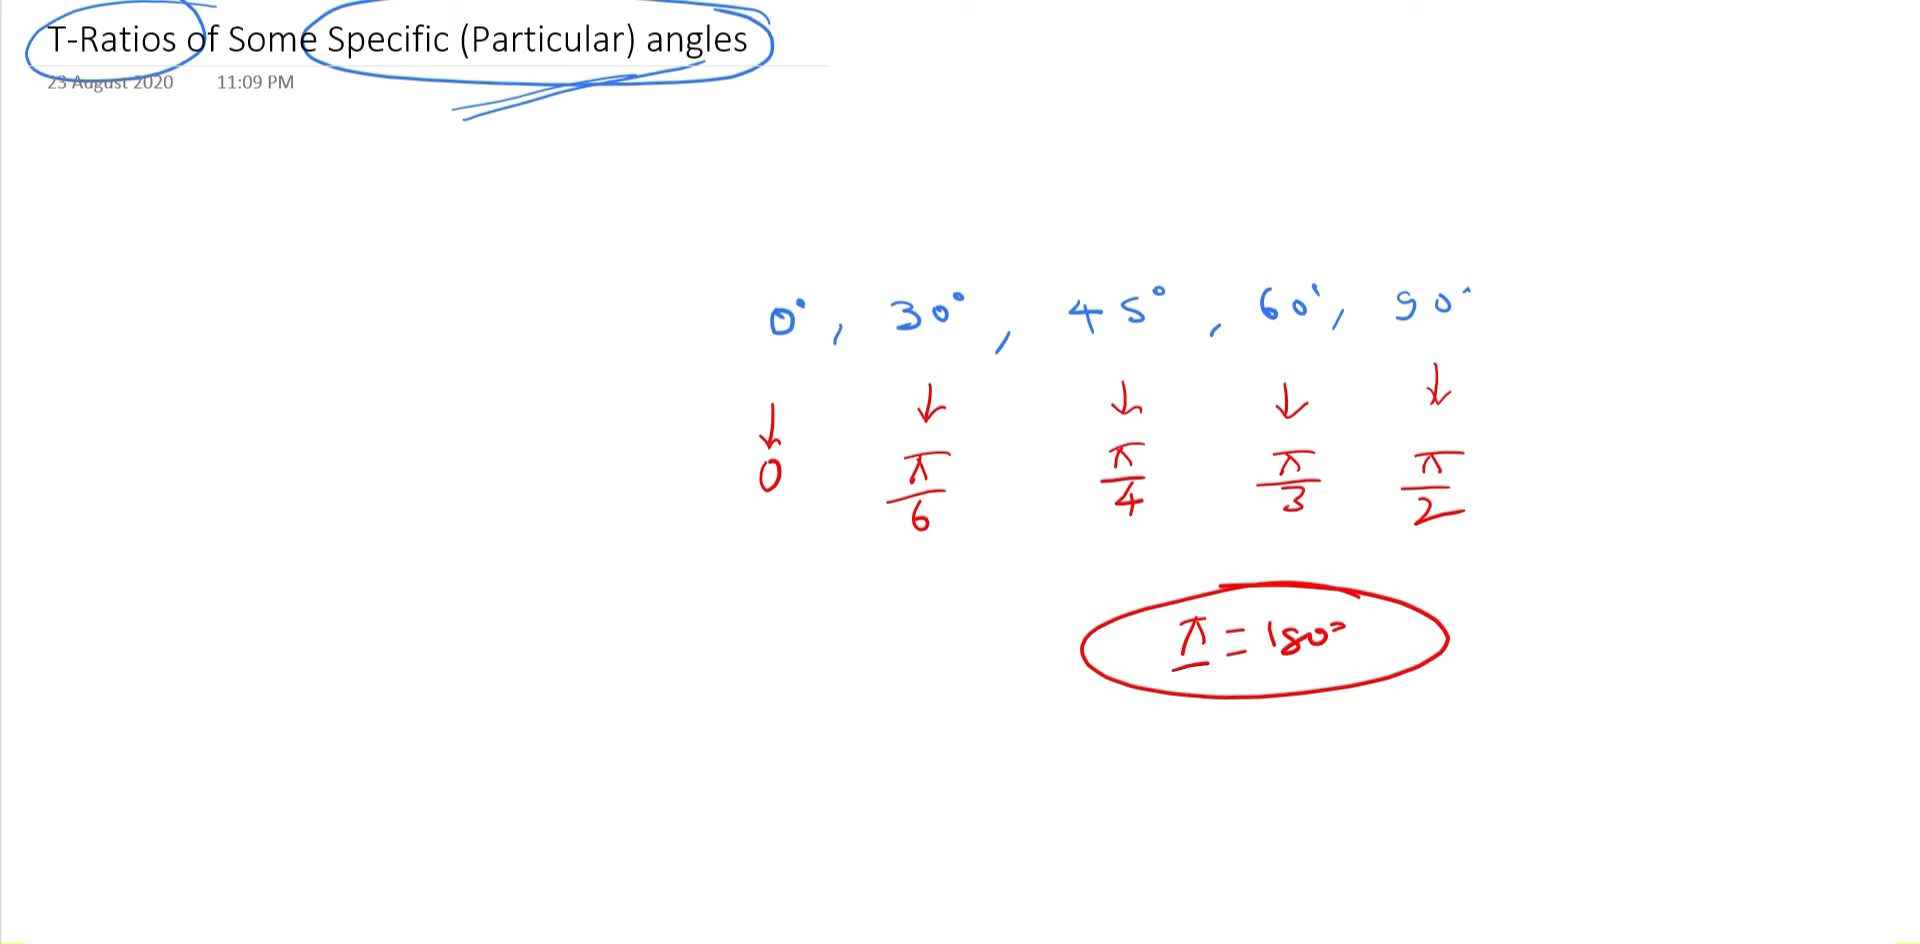 T-Ratios of Some Specific (Particular) angles
23 August 2020 11:09 PM
0°, 30°, 45°, 60°, 90°
↓ ↓ ↓ ↓ ↓
0 π/6 π/4 π/3 π/2
π = 180°